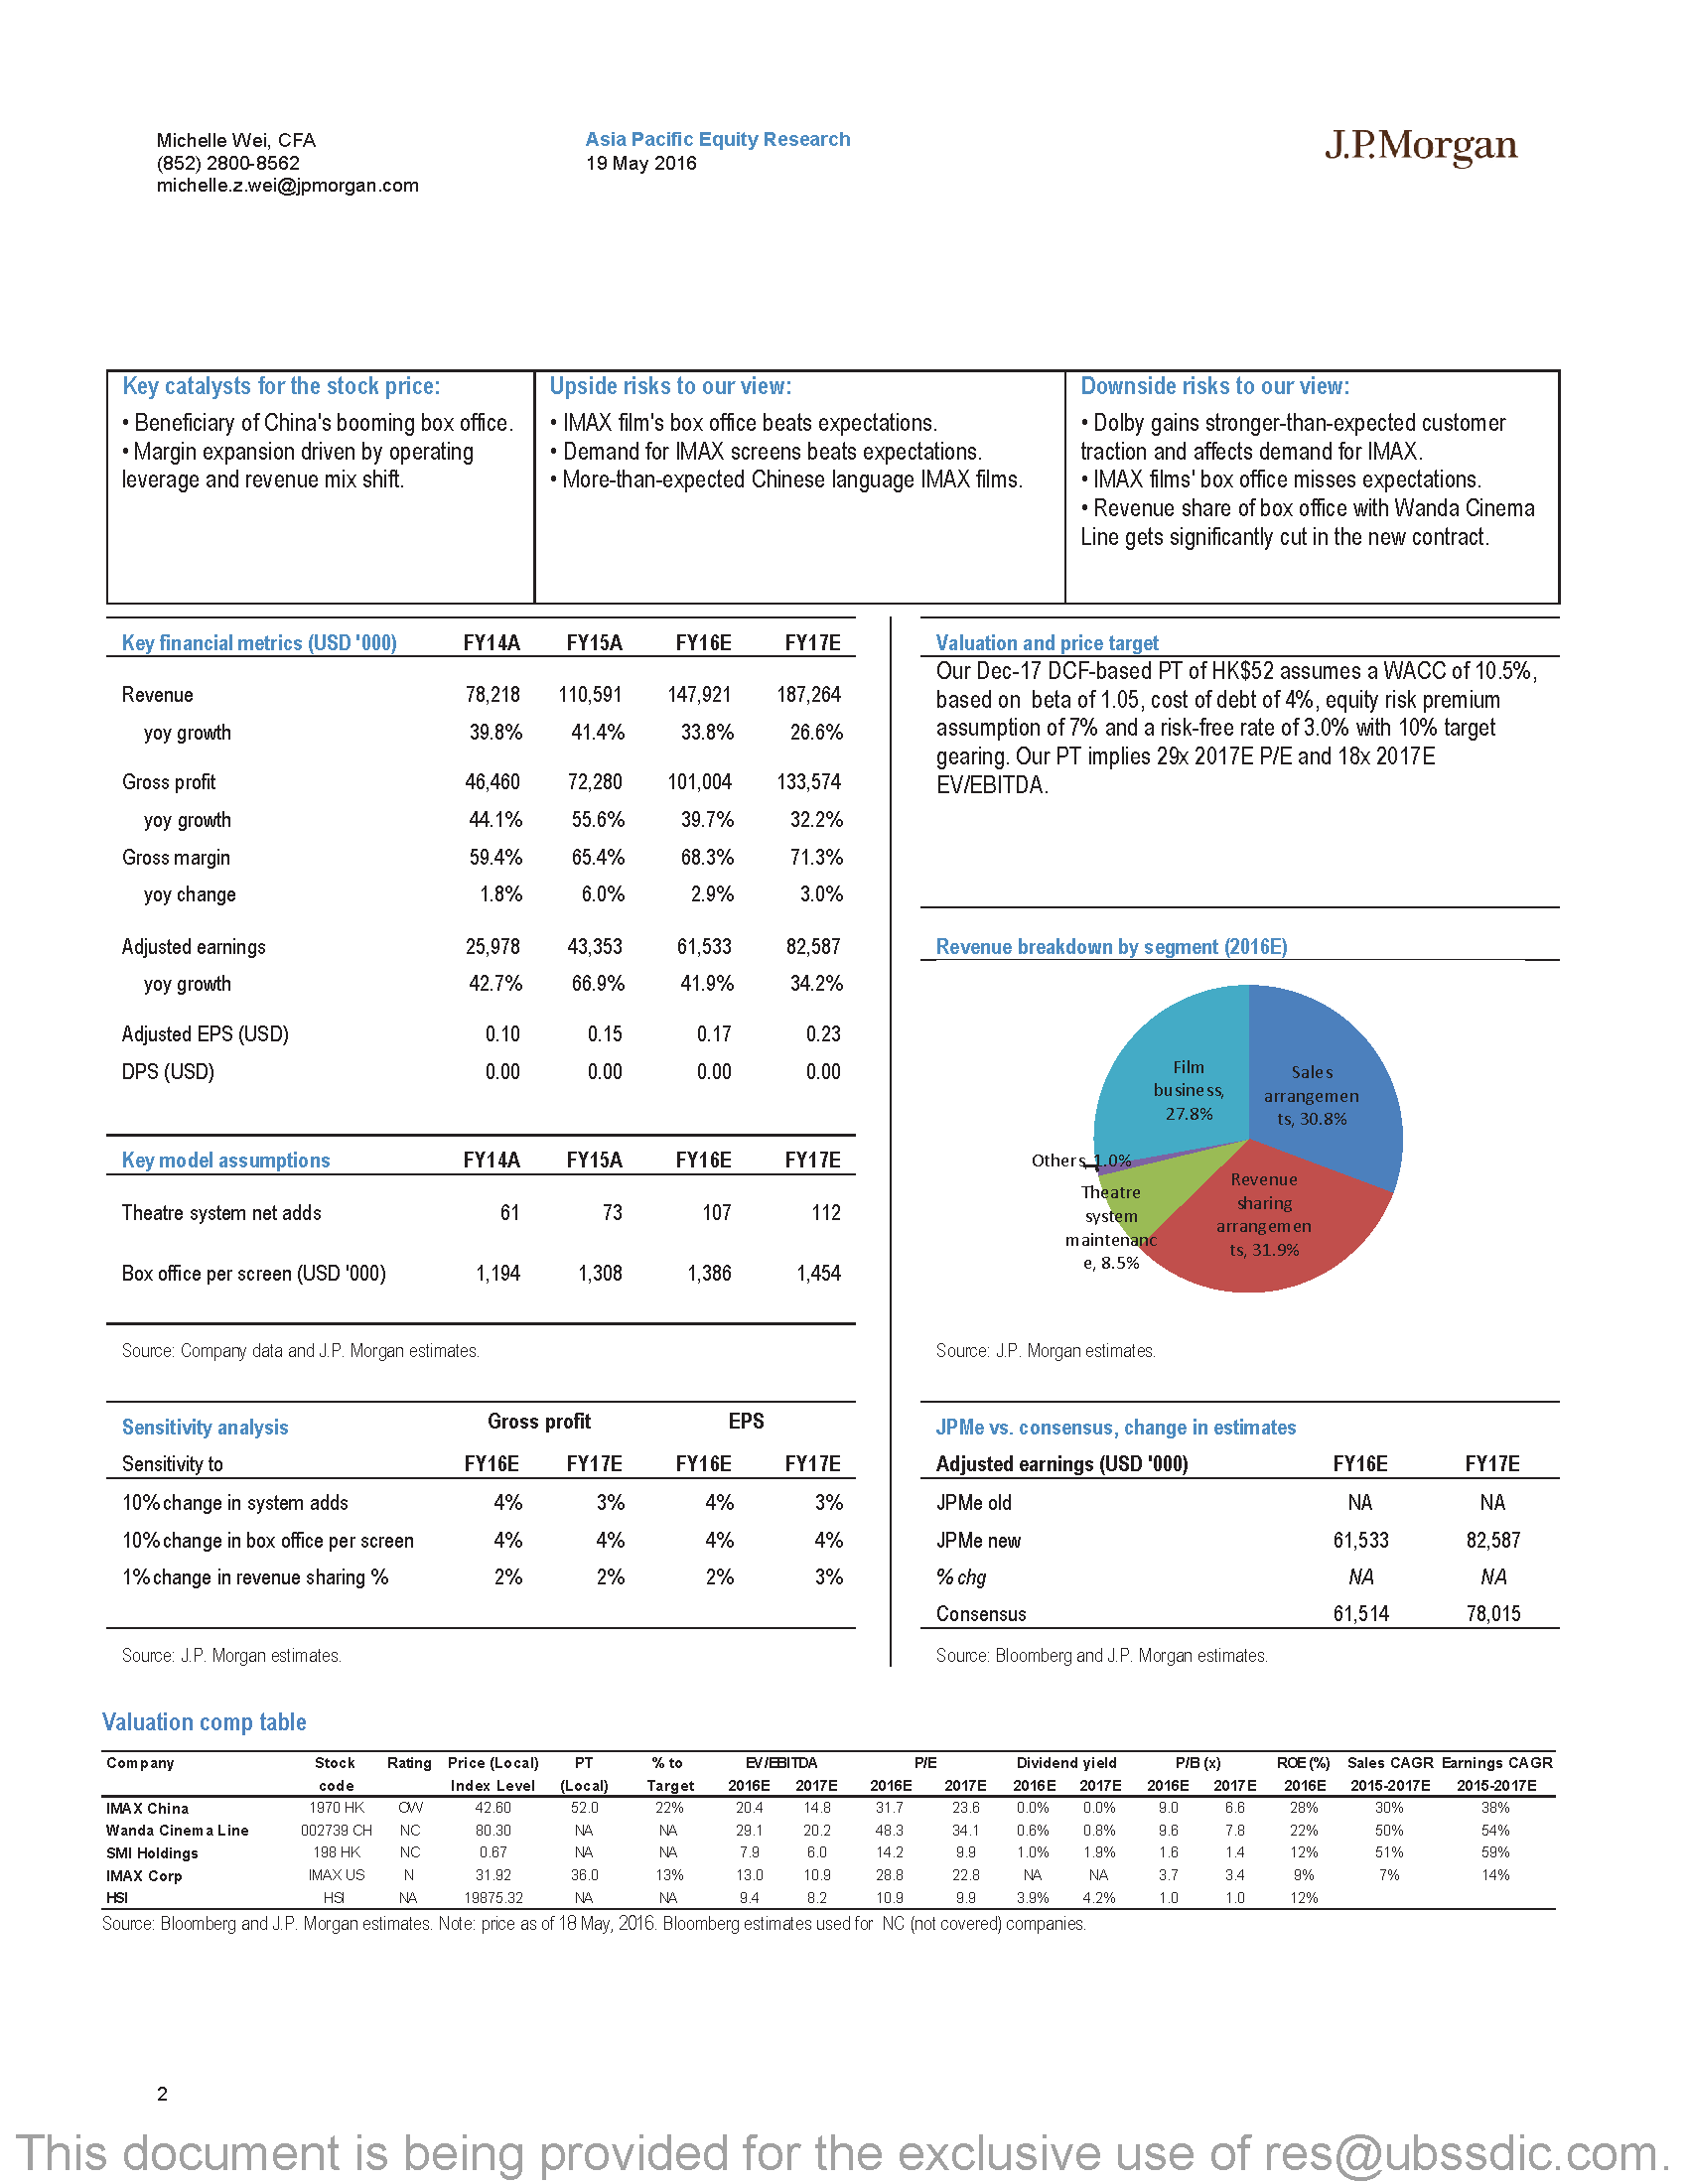 Michelle Wei, CFA
(852) 2800-8562
michelle.z.wei@jpmorgan.com
Asia Pacific Equity Research
19 May 2016
J.P.Morgan
Key catalysts for the stock price:
• Beneficiary of China's booming box office.
• Margin expansion driven by operating
leverage and revenue mix shift.
Upside risks to our view:
• IMAX film's box office beats expectations.
• Demand for IMAX screens beats expectations.
• More-than-expected Chinese language IMAX films.
Downside risks to our view:
• Dolby gains stronger-than-expected customer
traction and affects demand for IMAX.
• IMAX films' box office misses expectations.
• Revenue share of box office with Wanda Cinema
Line gets significantly cut in the new contract.
Key financial metrics (USD '000) FY14A FY15A FY16E FY17E
Revenue 78,218 110,591 147,921 187,264
yoy growth 39.8% 41.4% 33.8% 26.6%
Gross profit 46,460 72,280 101,004 133,574
yoy growth 44.1% 55.6% 39.7% 32.2%
Gross margin 59.4% 65.4% 68.3% 71.3%
yoy change 1.8% 6.0% 2.9% 3.0%
Adjusted earnings 25,978 43,353 61,533 82,587
yoy growth 42.7% 66.9% 41.9% 34.2%
Adjusted EPS (USD) 0.10 0.15 0.17 0.23
DPS (USD) 0.00 0.00 0.00 0.00
Key model assumptions FY14A FY15A FY16E FY17E
Theatre system net adds 61 73 107 112
Box office per screen (USD '000) 1,194 1,308 1,386 1,454
Source: Company data and J.P. Morgan estimates.
Valuation and price target
Our Dec-17 DCF-based PT of HK$52 assumes a WACC of 10.5%,
based on beta of 1.05, cost of debt of 4%, equity risk premium
assumption of 7% and a risk-free rate of 3.0% with 10% target
gearing. Our PT implies 29x 2017E P/E and 18x 2017E
EV/EBITDA.
Revenue breakdown by segment (2016E)
Film
business,
27.8%
Sales
arrangemen
ts, 30.8%
Others, 1.0%
Theatre
system
maintenanc
e, 8.5%
Revenue
sharing
arrangemen
ts, 31.9%
Source: J.P. Morgan estimates.
Sensitivity analysis Gross profit EPS
Sensitivity to FY16E FY17E FY16E FY17E
10% change in system adds 4% 3% 4% 3%
10% change in box office per screen 4% 4% 4% 4%
1% change in revenue sharing % 2% 2% 2% 3%
Source: J.P. Morgan estimates.
JPMe vs. consensus, change in estimates
Adjusted earnings (USD '000) FY16E FY17E
JPMe old NA NA
JPMe new 61,533 82,587
% chg NA NA
Consensus 61,514 78,015
Source: Bloomberg and J.P. Morgan estimates.
Valuation comp table
Company Stock Rating Price (Local) PT % to EV/EBITDA P/E Dividend yield P/B (x) ROE (%) Sales CAGR Earnings CAGR
code Index Level (Local) Target 2016E 2017E 2016E 2017E 2016E 2017E 2016E 2017E 2016E 2015-2017E 2015-2017E
IMAX China 1970 HK OW 42.60 52.0 22% 20.4 14.8 31.7 23.6 0.0% 0.0% 9.0 6.6 28% 30% 38%
Wanda Cinema Line 002739 CH NC 80.30 NA NA 29.1 20.2 48.3 34.1 0.6% 0.8% 9.6 7.8 22% 50% 54%
SMI Holdings 198 HK NC 0.67 NA NA 7.9 6.0 14.2 9.9 1.0% 1.9% 1.6 1.4 12% 51% 59%
IMAX Corp IMAX US N 31.92 36.0 13% 13.0 10.9 28.8 22.8 NA NA 3.7 3.4 9% 7% 14%
HSI HSI NA 19875.32 NA NA 9.4 8.2 10.9 9.9 3.9% 4.2% 1.0 1.0 12%
Source: Bloomberg and J.P. Morgan estimates. Note: price as of 18 May, 2016. Bloomberg estimates used for NC (not covered) companies.
2
This document is being provided for the exclusive use of res@ubssdic.com.